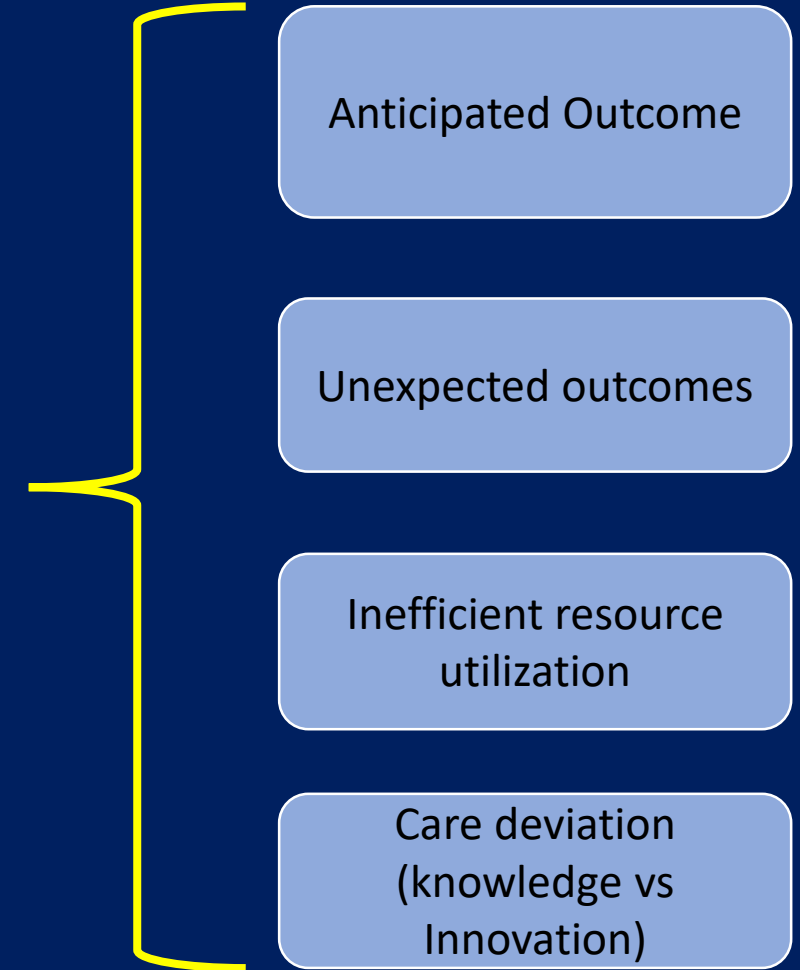 Anticipated Outcome
Unexpected outcomes
Inefficient resource
utilization
Care deviation
(knowledge vs
Innovation)